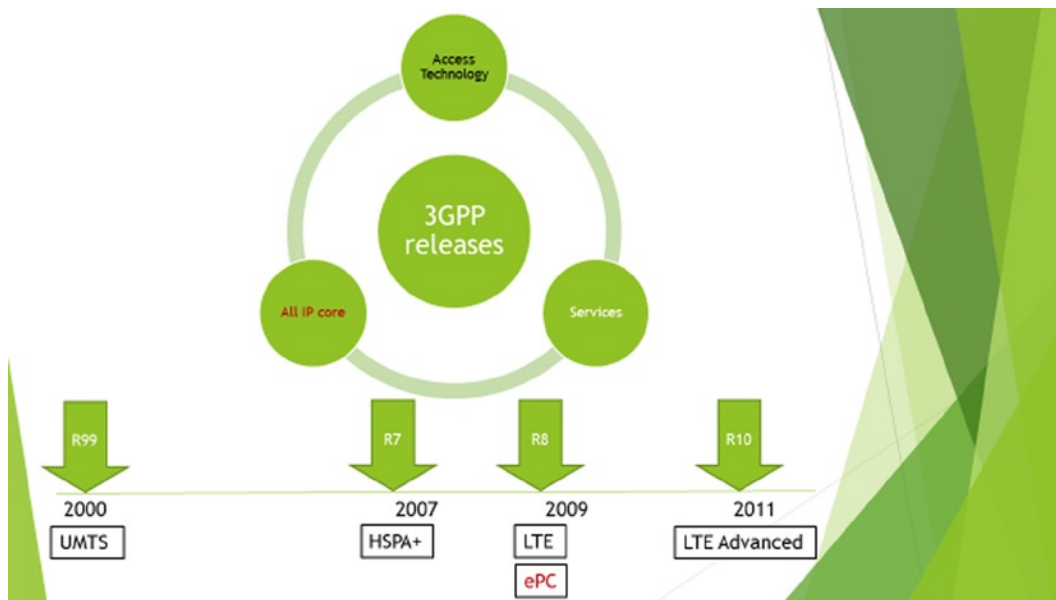 Access
Technology
3GPP
releases
All IP core
Services
R99
R7
R8
R10
2000
2007
2009
2011
UMTS
HSPA+
LTE
LTE Advanced
ePC